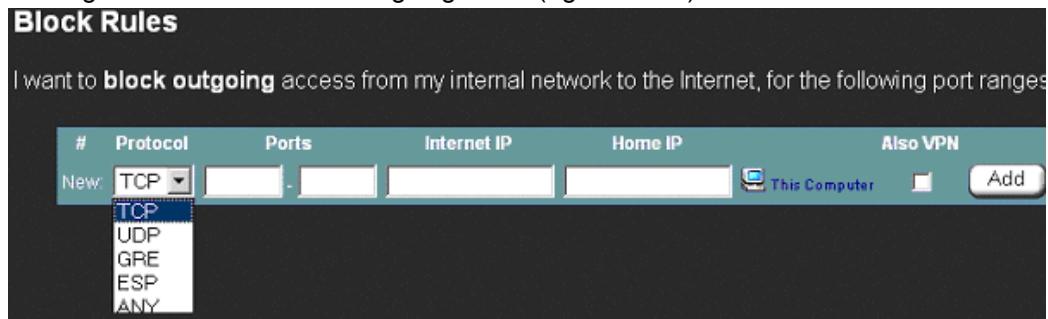 Block Rules
I want to block outgoing access from my internal network to the Internet, for the following port ranges
# Protocol Ports Internet IP Home IP Also VPN
New: TCP - This Computer Add
TCP
UDP
GRE
ESP
ANY